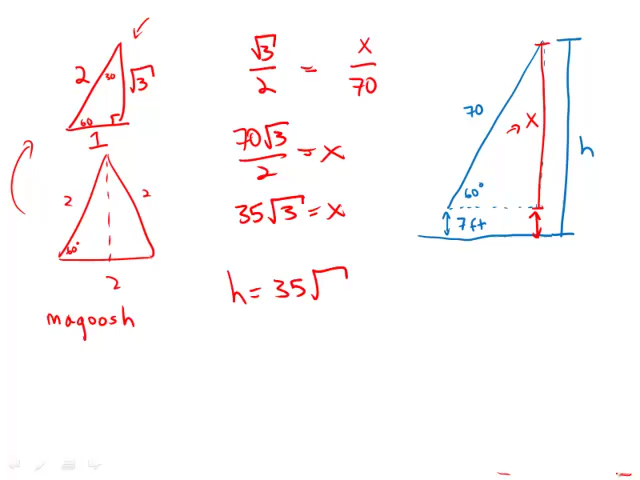 2
30
√3
60
1
2
2
60°
2
magoosh
√3/2 = x/70
70√3/2 = x
35√3 = x
h = 35√
70
x
h
60°
7ft